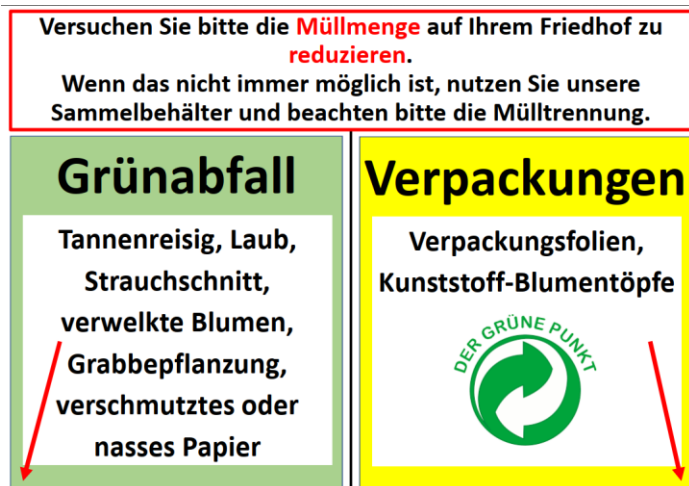 Versuchen Sie bitte die Müllmenge auf Ihrem Friedhof zu
reduzieren.
Wenn das nicht immer möglich ist, nutzen Sie unsere
Sammelbehälter und beachten bitte die Mülltrennung.
Grünabfall
Tannenreisig, Laub,
Strauchschnitt,
verwelkte Blumen,
Grabbepflanzung,
verschmutztes oder
nasses Papier
Verpackungen
Verpackungsfolien,
Kunststoff-Blumentöpfe
DER GRÜNE PUNKT